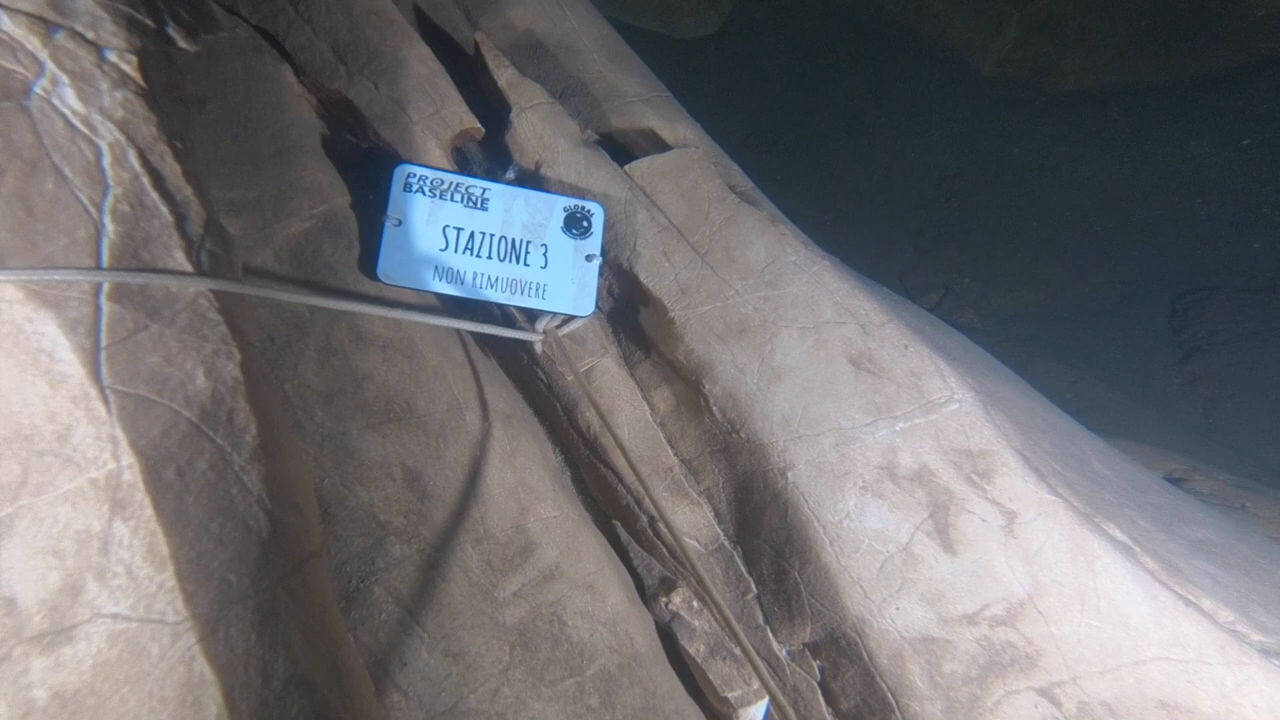 PROJECT
BASELINE
GLOBAL
STAZIONE 3
NON RIMUOVERE